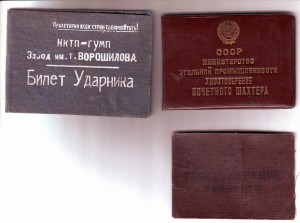 Пролетарии всех стран соединяйтесь!
НКТП-ГУМП
Завод им. т. ВОРОШИЛОВА
Билет Ударника
СССР
МИНИСТЕРСТВО
УГОЛЬНОЙ ПРОМЫШЛЕННОСТИ
УДОСТОВЕРЕНИЕ
ПОЧЕТНОГО ШАХТЕРА